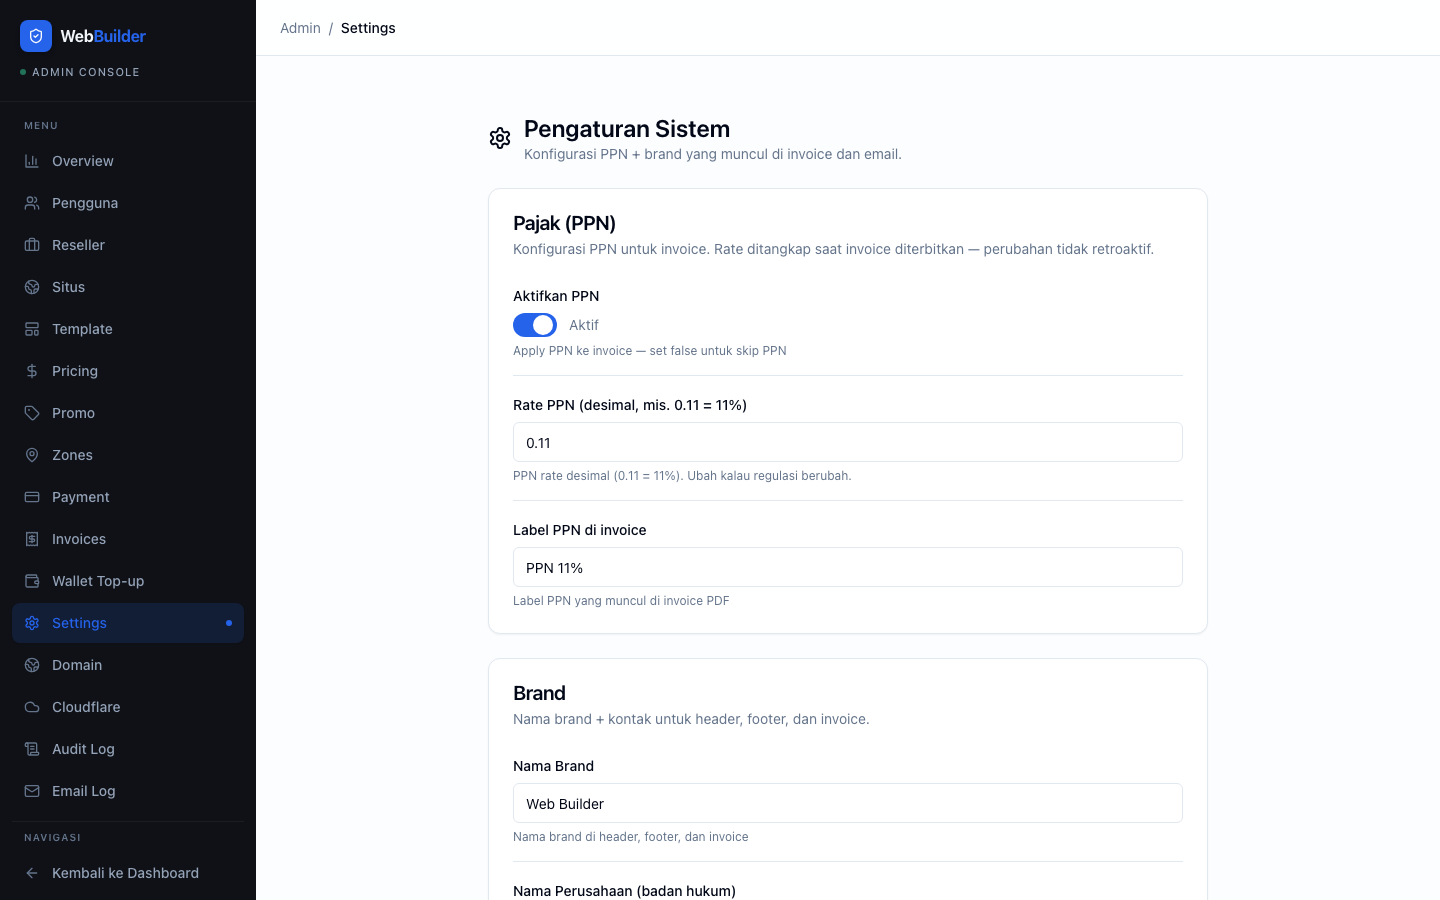 WebBuilder
ADMIN CONSOLE
MENU
Overview
Pengguna
Reseller
Situs
Template
Pricing
Promo
Zones
Payment
Invoices
Wallet Top-up
Settings
Domain
Cloudflare
Audit Log
Email Log
NAVIGASI
Kembali ke Dashboard
Admin / Settings
Pengaturan Sistem
Konfigurasi PPN + brand yang muncul di invoice dan email.
Pajak (PPN)
Konfigurasi PPN untuk invoice. Rate ditangkap saat invoice diterbitkan — perubahan tidak retroaktif.
Aktifkan PPN
Aktif
Apply PPN ke invoice — set false untuk skip PPN
Rate PPN (desimal, mis. 0.11 = 11%)
0.11
PPN rate desimal (0.11 = 11%). Ubah kalau regulasi berubah.
Label PPN di invoice
PPN 11%
Label PPN yang muncul di invoice PDF
Brand
Nama brand + kontak untuk header, footer, dan invoice.
Nama Brand
Web Builder
Nama brand di header, footer, dan invoice
Nama Perusahaan (badan hukum)